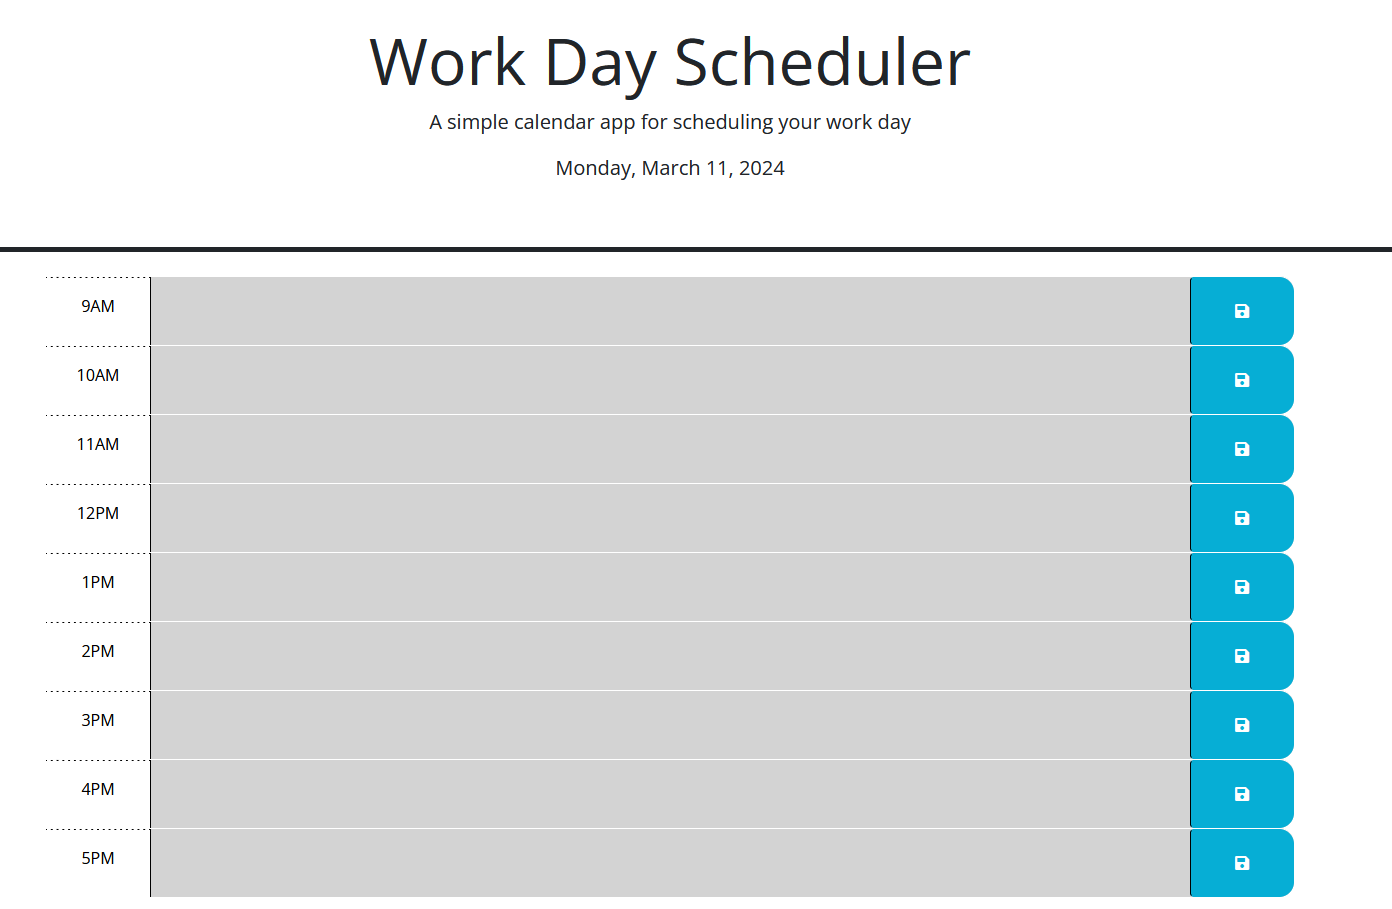 Work Day Scheduler
A simple calendar app for scheduling your work day
Monday, March 11, 2024
9AM
10AM
11AM
12PM
1PM
2PM
3PM
4PM
5PM